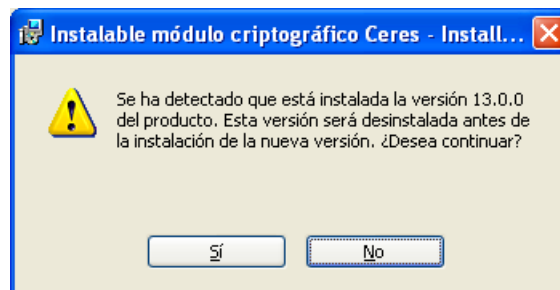 Instalable módulo criptográfico Ceres - Install...
Se ha detectado que está instalada la versión 13.0.0
del producto. Esta versión será desinstalada antes de
la instalación de la nueva versión. ¿Desea continuar?
Sí
No